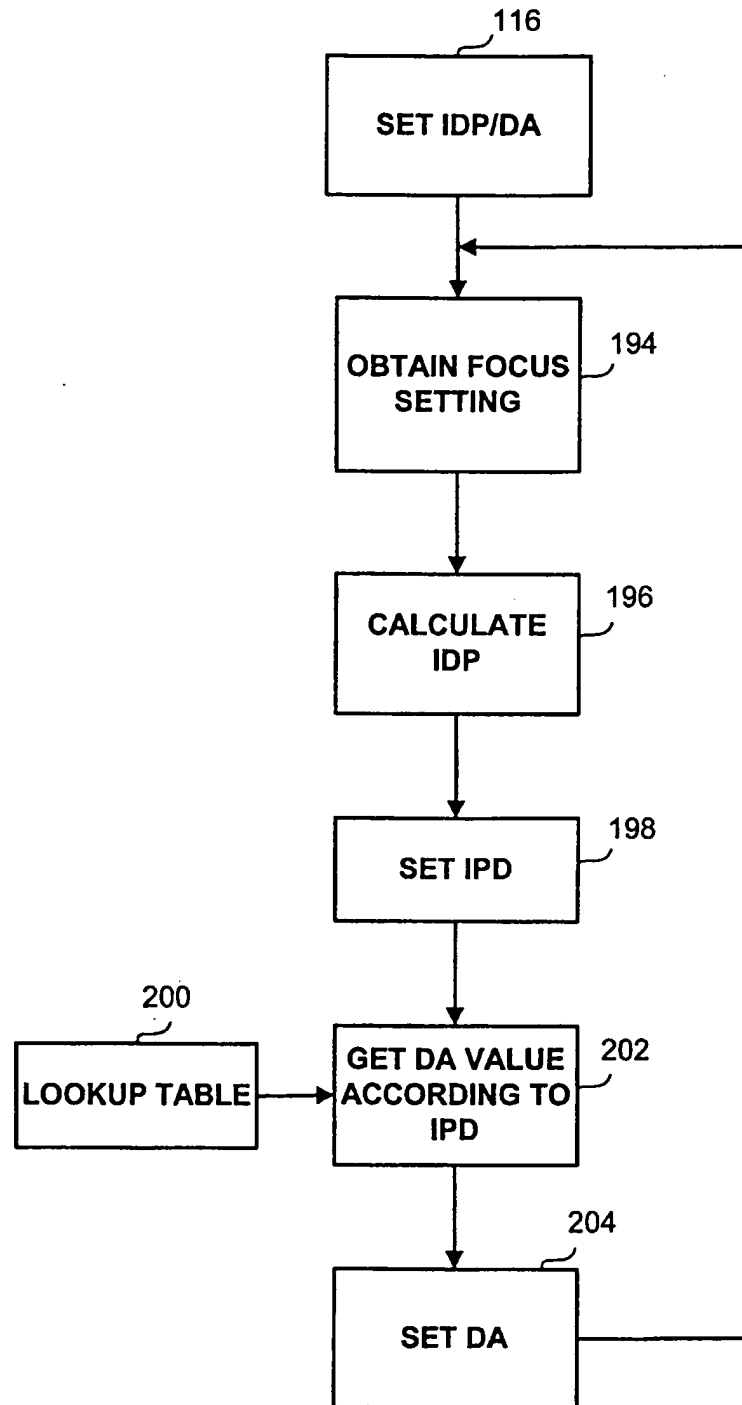 116
SET IDP/DA
OBTAIN FOCUS
SETTING
194
CALCULATE
IDP
196
SET IPD
198
200
LOOKUP TABLE
GET DA VALUE
ACCORDING TO
IPD
202
204
SET DA